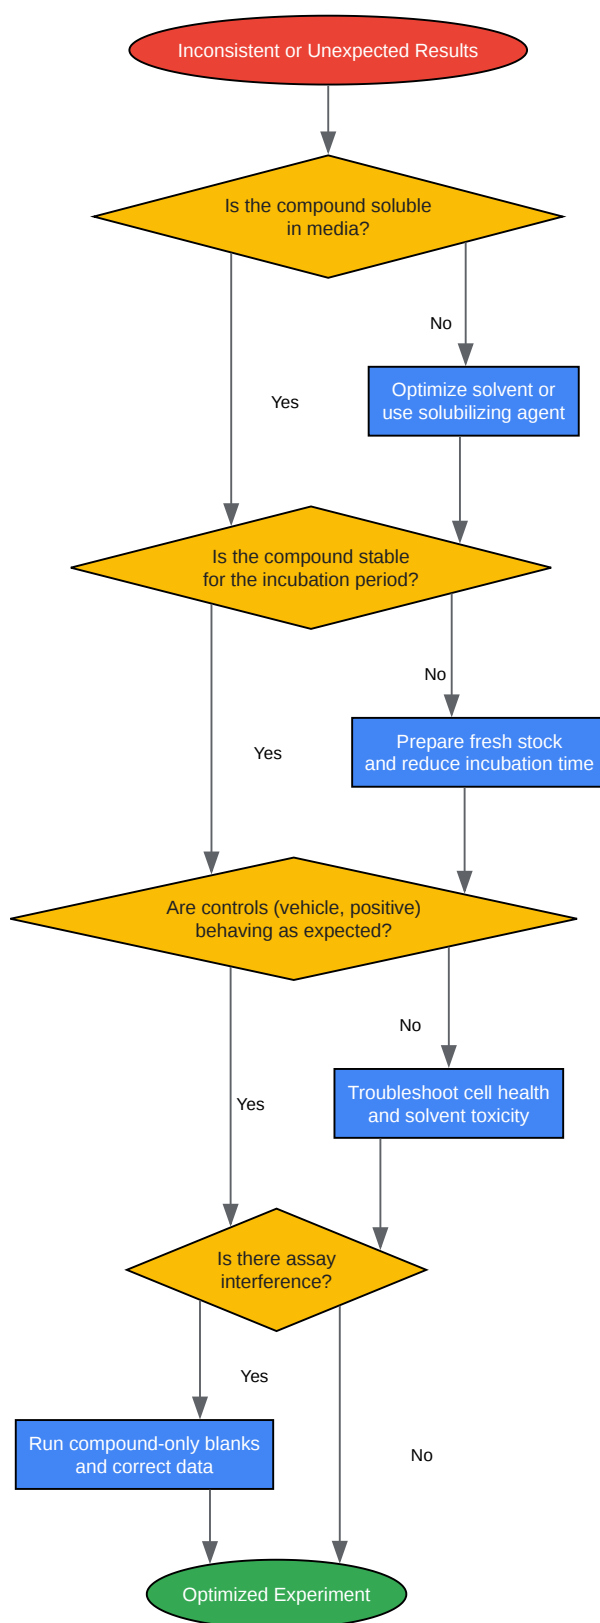 Inconsistent or Unexpected Results
Is the compound soluble
in media?
No
Optimize solvent or
use solubilizing agent
Yes
Is the compound stable
for the incubation period?
No
Prepare fresh stock
and reduce incubation time
Yes
Are controls (vehicle, positive)
behaving as expected?
No
Troubleshoot cell health
and solvent toxicity
Yes
Is there assay
interference?
Yes
Run compound-only blanks
and correct data
No
Optimized Experiment